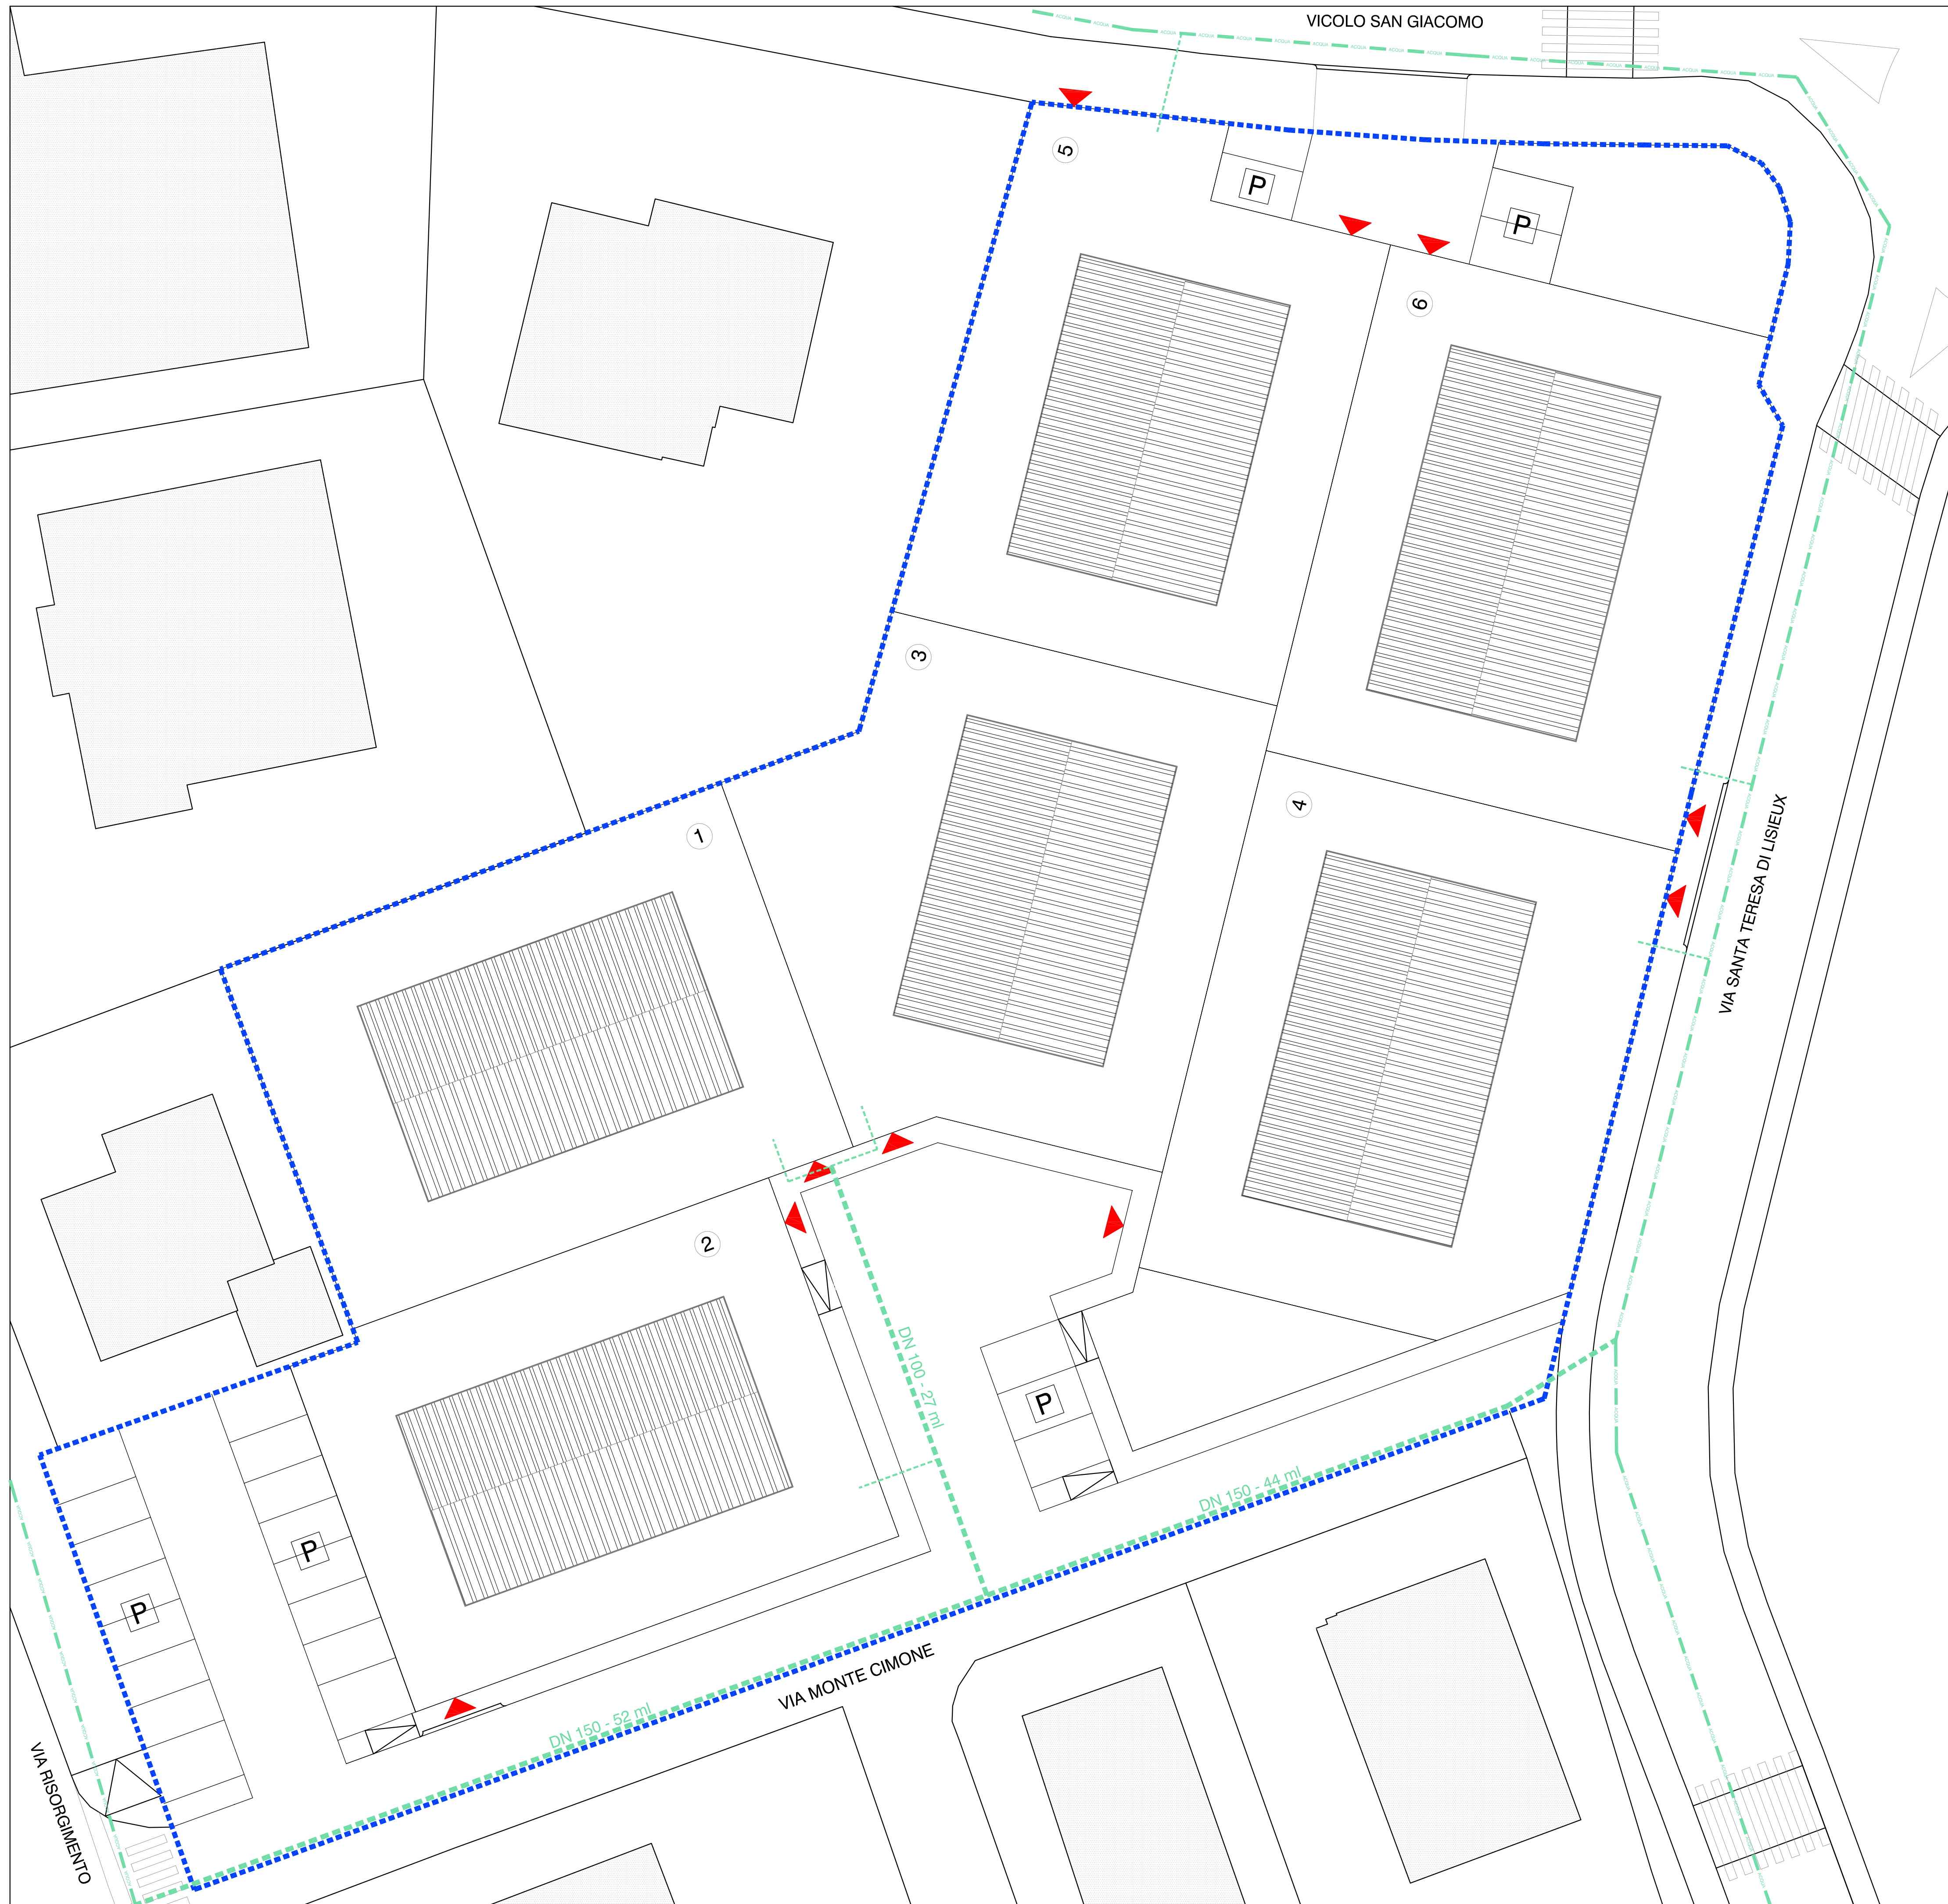 VICOLO SAN GIACOMO
5
P
P
6
3
4
1
VIA SANTA TERESA DI LISIEUX
2
DN 100 - 27 ml
P
DN 150 - 44 ml
P
P
VIA MONTE CIMONE
DN 150 - 52 ml
VIA RISORGIMENTO
ACQUA